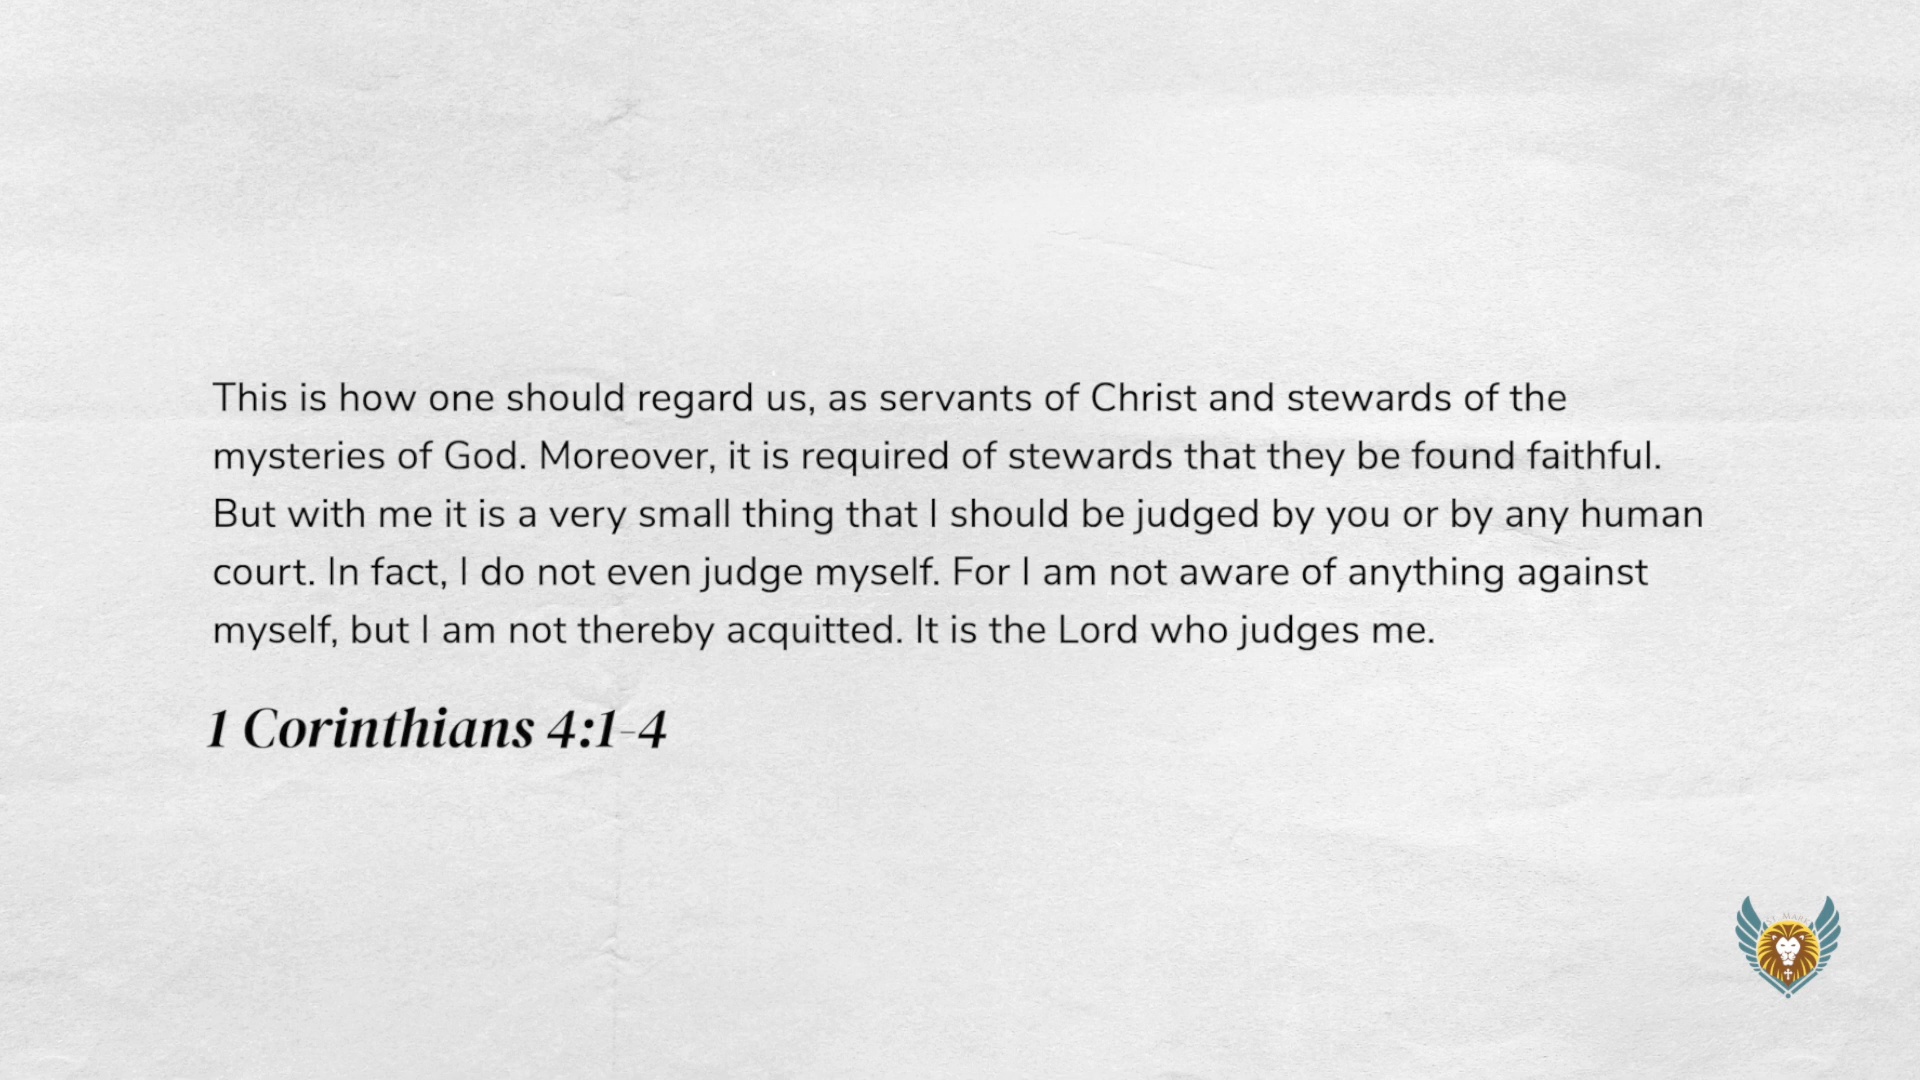 This is how one should regard us, as servants of Christ and stewards of the
mysteries of God. Moreover, it is required of stewards that they be found faithful.
But with me it is a very small thing that I should be judged by you or by any human
court. In fact, I do not even judge myself. For I am not aware of anything against
myself, but I am not thereby acquitted. It is the Lord who judges me.
1 Corinthians 4:1-4
ST. MARK